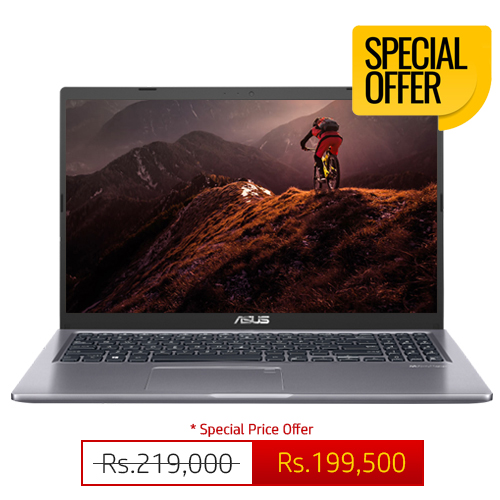 SPECIAL
OFFER
ASUS
* Special Price Offer
Rs.219,000 Rs.199,500